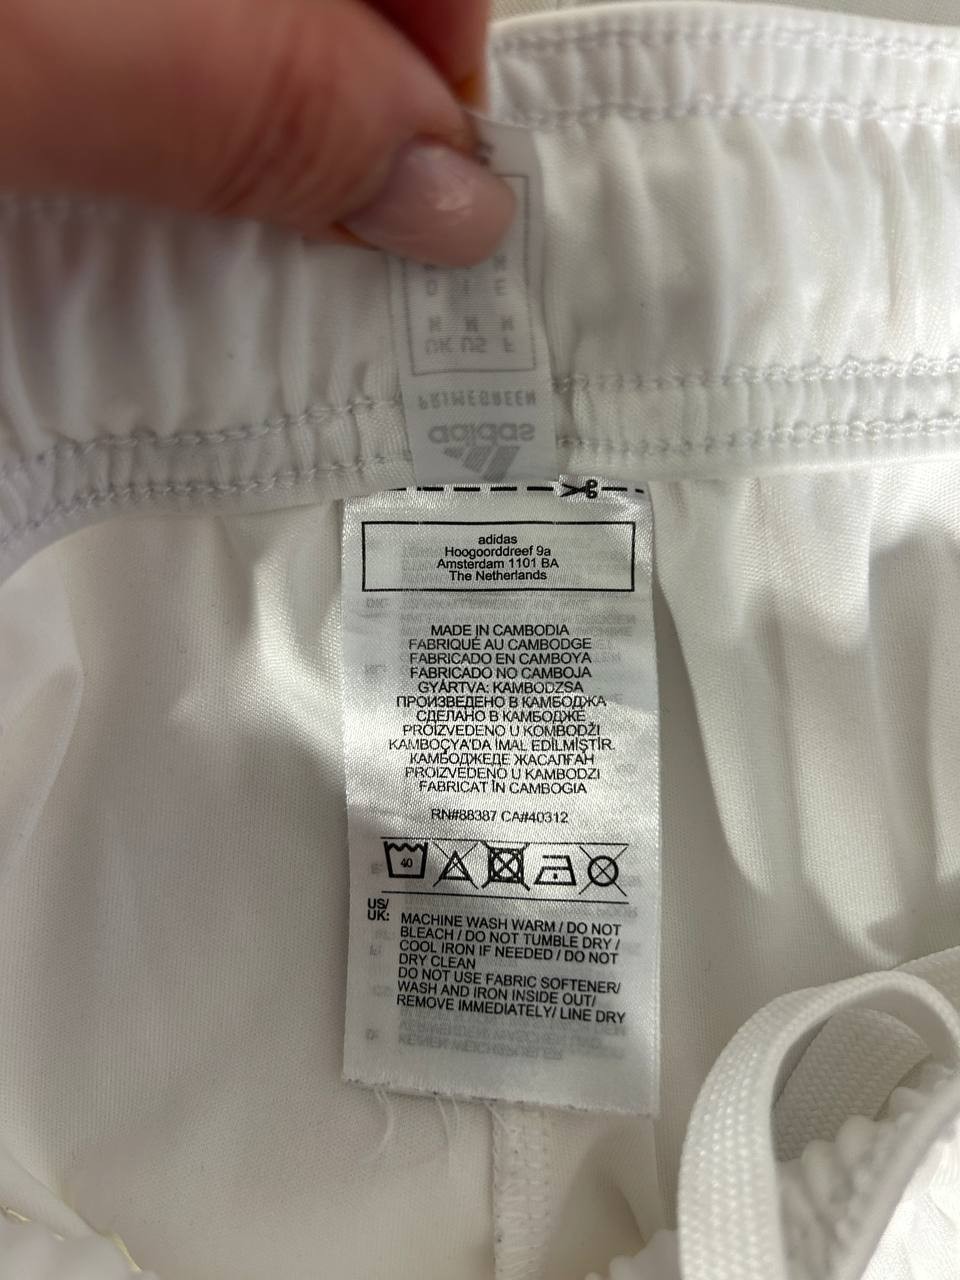 UK US F
M M M
D I E
PRIMEGREEN
adidas
adidas
Hoogoorddreef 9a
Amsterdam 1101 BA
The Netherlands
MADE IN CAMBODIA
FABRIQUÉ AU CAMBODGE
FABRICADO EN CAMBOYA
FABRICADO NO CAMBOJA
GYÁRTVA: KAMBODZSA
ПРОИЗВЕДЕНО В КАМБОДЖА
СДЕЛАНО В КАМБОДЖЕ
PROIZVEDENO U KOMBODŽI
KAMBOÇYA'DA İMAL EDİLMİŞTİR.
КАМБОДЖЕДЕ ЖАСАЛҒАН
PROIZVEDENO U KAMBODZI
FABRICAT ÎN CAMBOGIA
RN#88387 CA#40312
40
US/
UK:
MACHINE WASH WARM / DO NOT
BLEACH / DO NOT TUMBLE DRY /
COOL IRON IF NEEDED / DO NOT
DRY CLEAN
DO NOT USE FABRIC SOFTENER/
WASH AND IRON INSIDE OUT/
REMOVE IMMEDIATELY/ LINE DRY